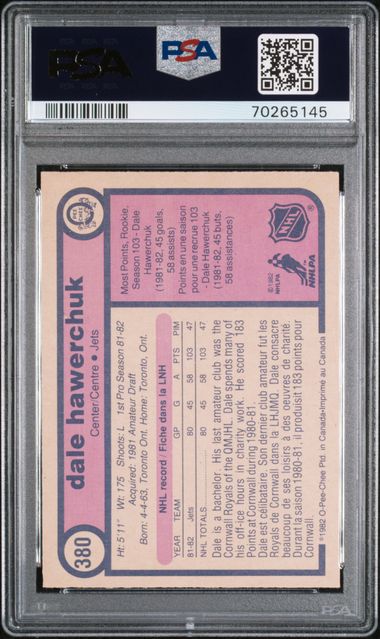 PSA
PSA
70265145
380
O-PEE-CHEE
dale hawerchuk
Center/Centre • Jets
Ht: 5'11" Wt: 175 Shoots: L 1st Pro Season 81-82
Acquired: 1981 Amateur Draft
Born: 4-4-63, Toronto Ont. Home: Toronto, Ont.
NHL record / Fiche dans la LNH
YEAR TEAM GP G A PTS PIM
81-82 Jets 80 45 58 103 47
NHL TOTALS 80 45 58 103 47
Dale is a bachelor. His last amateur club was the
Cornwall Royals of the QMJHL. Dale spends many of
his off-ice hours in charity work. He scored 183
Points at Cornwall during 1980-81.
Dale est célibataire. Son dernier club amateur fut les
Royals de Cornwall dans la LHJMQ. Dale consacre
beaucoup de ses loisirs à des oeuvres de charité.
Durant la saison 1980-81, il produisit 183 points pour
Cornwall.
©1982 O-Pee-Chee Ptd. in Canada-Imprimé au Canada
Most Points, Rookie,
Season 103 - Dale
Hawerchuk
(1981-82, 45 goals,
58 assists)
Points en une saison
pour une recrue 103
- Dale Hawerchuk
(1981-82, 45 buts,
58 assistances)
©1982
NHLPA
NHLPA
NHL
®